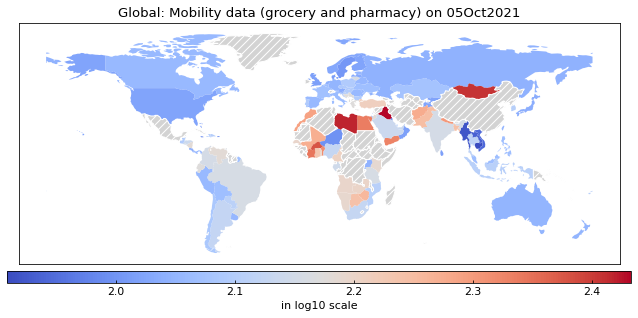 Global: Mobility data (grocery and pharmacy) on 05Oct2021
2.0 2.1 2.2 2.3 2.4
in log10 scale